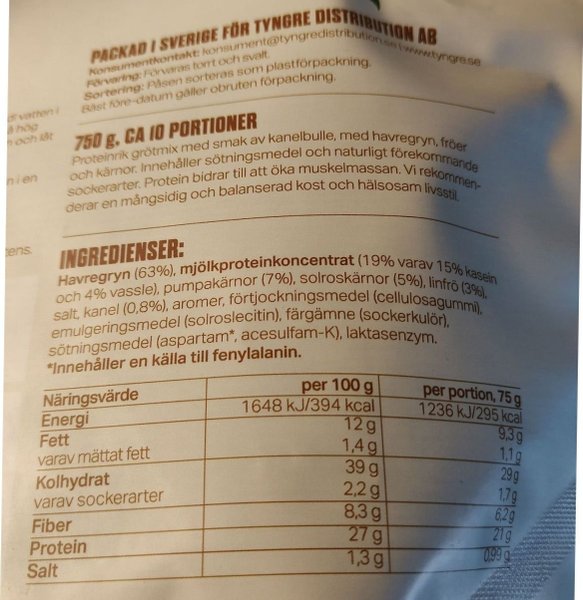 PACKAD I SVERIGE FÖR TYNGRE DISTRIBUTION AB
Konsumentkontakt: konsument@tyngredistribution.se | www.tyngre.se
Förvaring: Förvaras torrt och svalt.
Sortering: Påsen sorteras som plastförpackning.
Bäst före-datum gäller obruten förpackning.
750 g, CA 10 PORTIONER
Proteinrik grötmix med smak av kanelbulle, med havregryn, fröer
och kärnor. Innehåller sötningsmedel och naturligt förekommande
sockerarter. Protein bidrar till att öka muskelmassan. Vi rekommen-
derar en mångsidig och balanserad kost och hälsosam livsstil.
INGREDIENSER:
Havregryn (63%), mjölkproteinkoncentrat (19% varav 15% kasein
och 4% vassle), pumpakärnor (7%), solroskärnor (5%), linfrö (3%),
salt, kanel (0,8%), aromer, förtjockningsmedel (cellulosagummi),
emulgeringsmedel (solroslecitin), färgämne (sockerkulör),
sötningsmedel (aspartam*, acesulfam-K), laktasenzym.
*Innehåller en källa till fenylalanin.
Näringsvärde per 100 g per portion, 75 g
Energi 1648 kJ/394 kcal 1236 kJ/295 kcal
Fett 12 g 9,3 g
varav mättat fett 1,4 g 1,1 g
Kolhydrat 39 g 29 g
varav sockerarter 2,2 g 1,7 g
Fiber 8,3 g 6,2 g
Protein 27 g 21 g
Salt 1,3 g 0,99 g